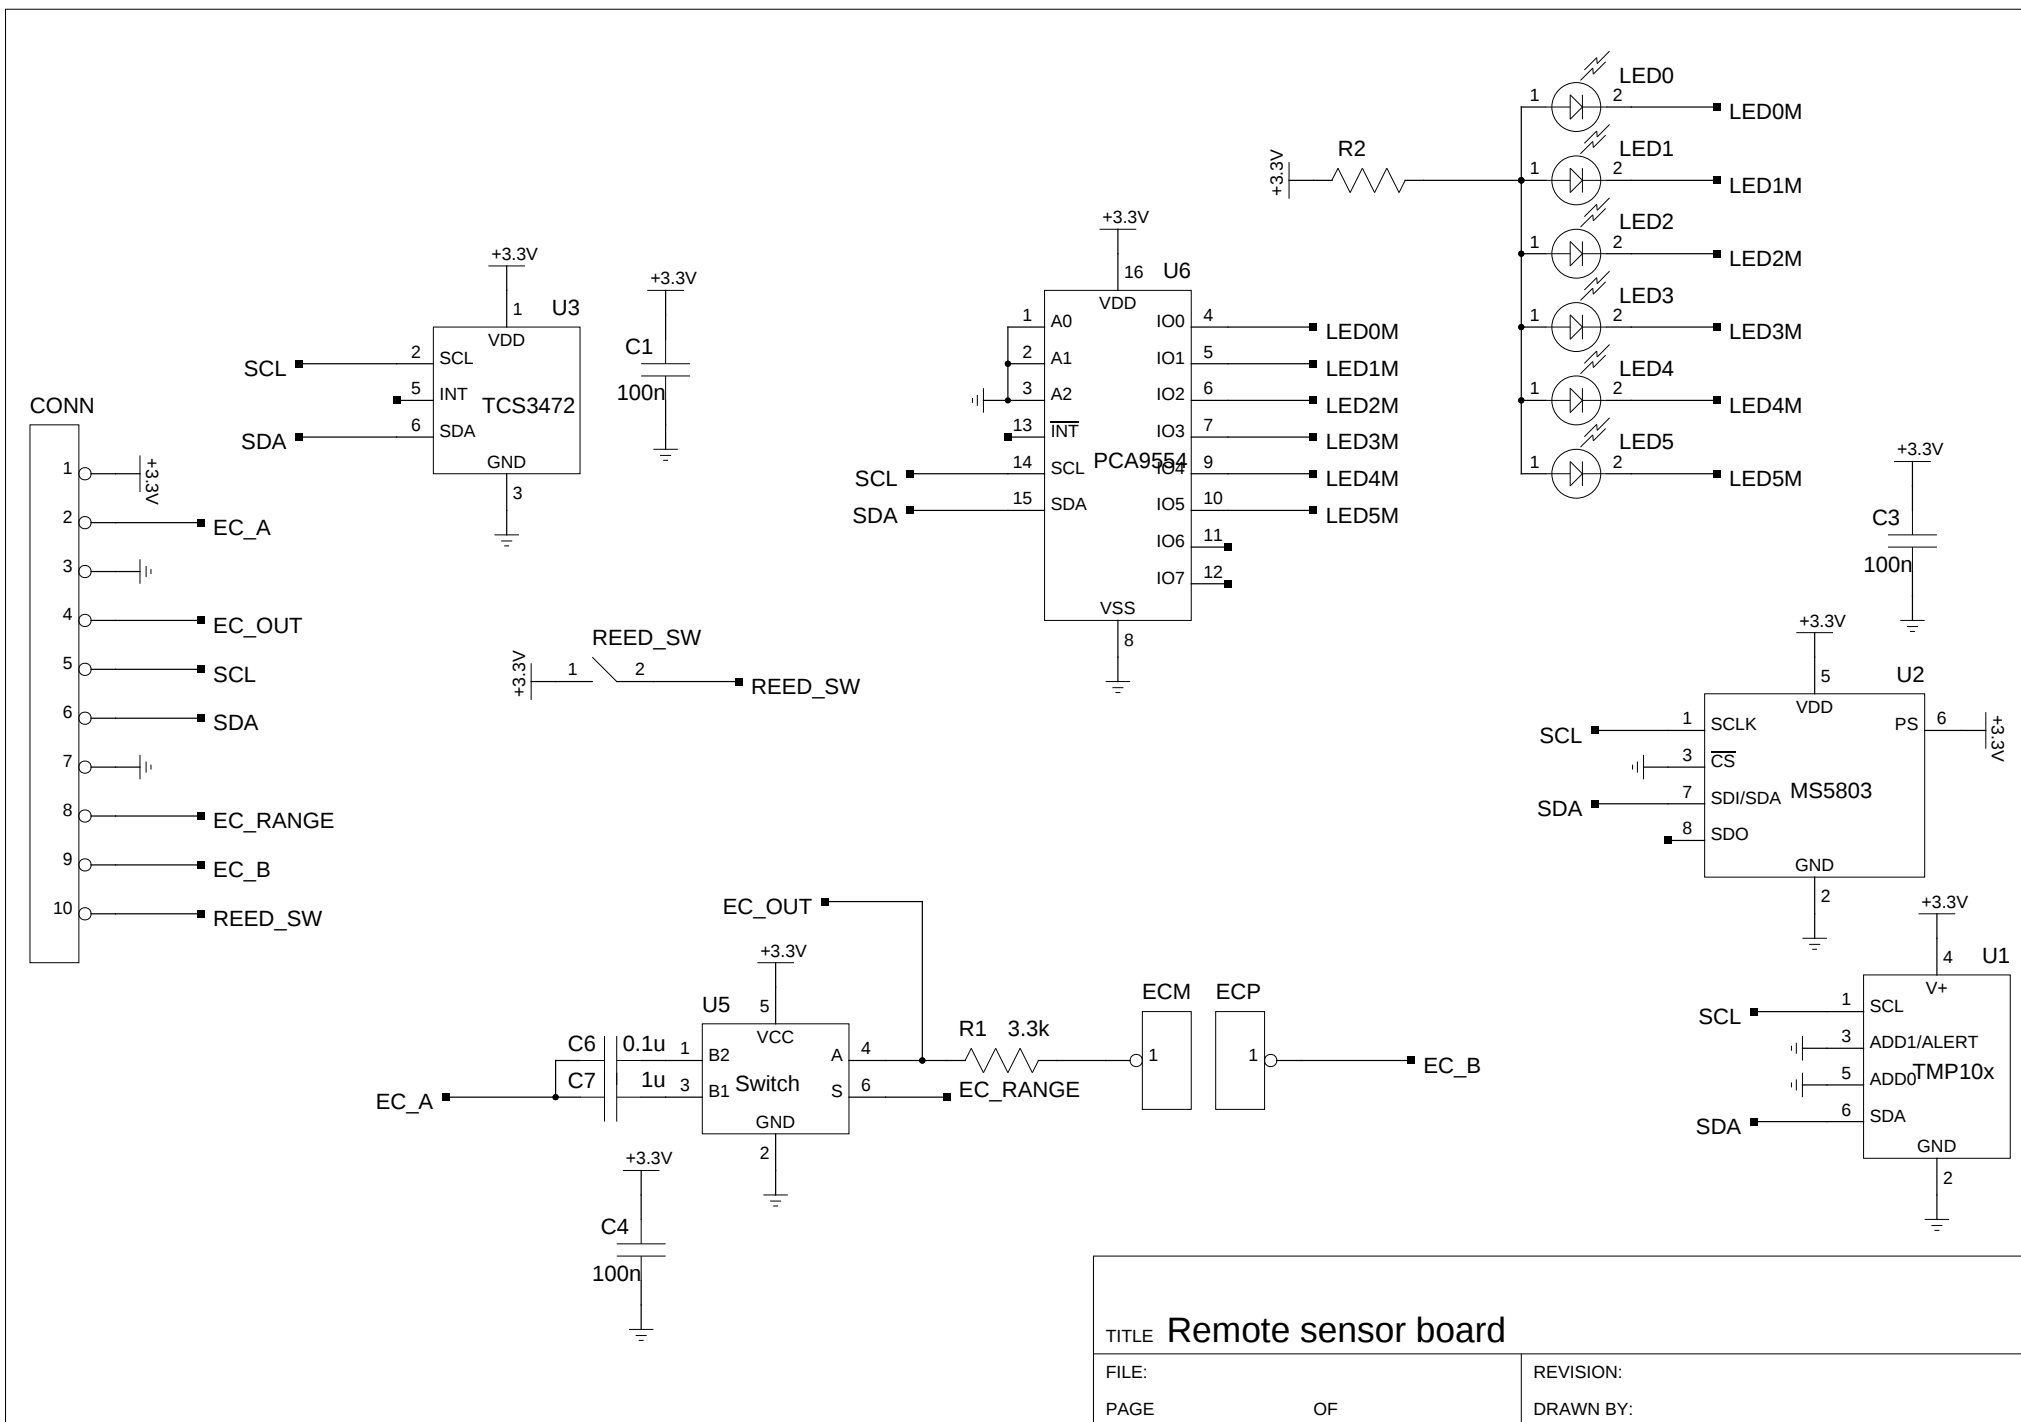 CONN
1
+3.3V
2
EC_A
3
4
EC_OUT
5
SCL
6
SDA
7
8
EC_RANGE
9
EC_B
10
REED_SW
+3.3V
1
U3
VDD
SCL
2
SCL
5
INT
TCS3472
SDA
6
SDA
GND
3
+3.3V
C1
100n
+3.3V
REED_SW
1
2
REED_SW
+3.3V
16
U6
VDD
1
A0
2
A1
3
A2
13
INT
SCL
14
SCL
SDA
15
SDA
PCA9554
IO0
4
LED0M
IO1
5
LED1M
IO2
6
LED2M
IO3
7
LED3M
IO4
9
LED4M
IO5
10
LED5M
IO6
11
IO7
12
VSS
8
+3.3V
R2
LED0
1
2
LED0M
LED1
1
2
LED1M
LED2
1
2
LED2M
LED3
1
2
LED3M
LED4
1
2
LED4M
LED5
1
2
LED5M
+3.3V
C3
100n
+3.3V
5
U2
VDD
SCL
1
SCLK
PS
6
+3.3V
3
CS
SDA
7
SDI/SDA
MS5803
8
SDO
GND
2
+3.3V
4
U1
V+
SCL
1
SCL
3
ADD1/ALERT
5
ADD0
TMP10x
SDA
6
SDA
GND
2
EC_OUT
+3.3V
U5
5
VCC
C6
0.1u
1
B2
A
4
C7
1u
3
B1
Switch
S
6
EC_RANGE
EC_A
GND
2
R1
3.3k
ECM
1
ECP
1
EC_B
+3.3V
C4
100n
TITLE Remote sensor board
FILE:
REVISION:
PAGE OF
DRAWN BY: